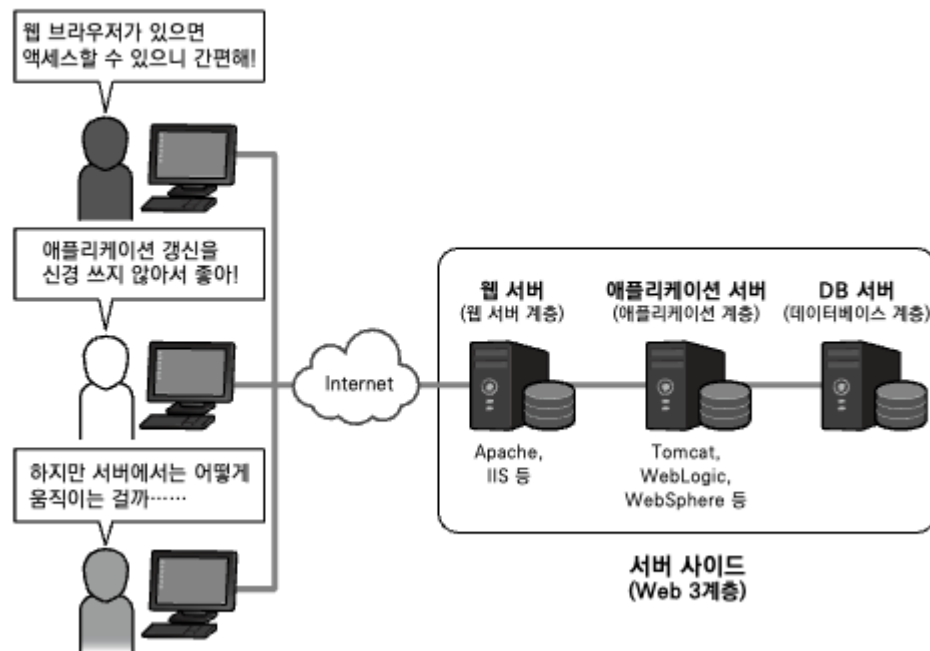 웹 브라우저가 있으면
액세스할 수 있으니 간편해!
애플리케이션 갱신을
신경 쓰지 않아서 좋아!
하지만 서버에서는 어떻게
움직이는 걸까……
Internet
웹 서버
(웹 서버 계층)
Apache,
IIS 등
애플리케이션 서버
(애플리케이션 계층)
Tomcat,
WebLogic,
WebSphere 등
DB 서버
(데이터베이스 계층)
서버 사이드
(Web 3계층)